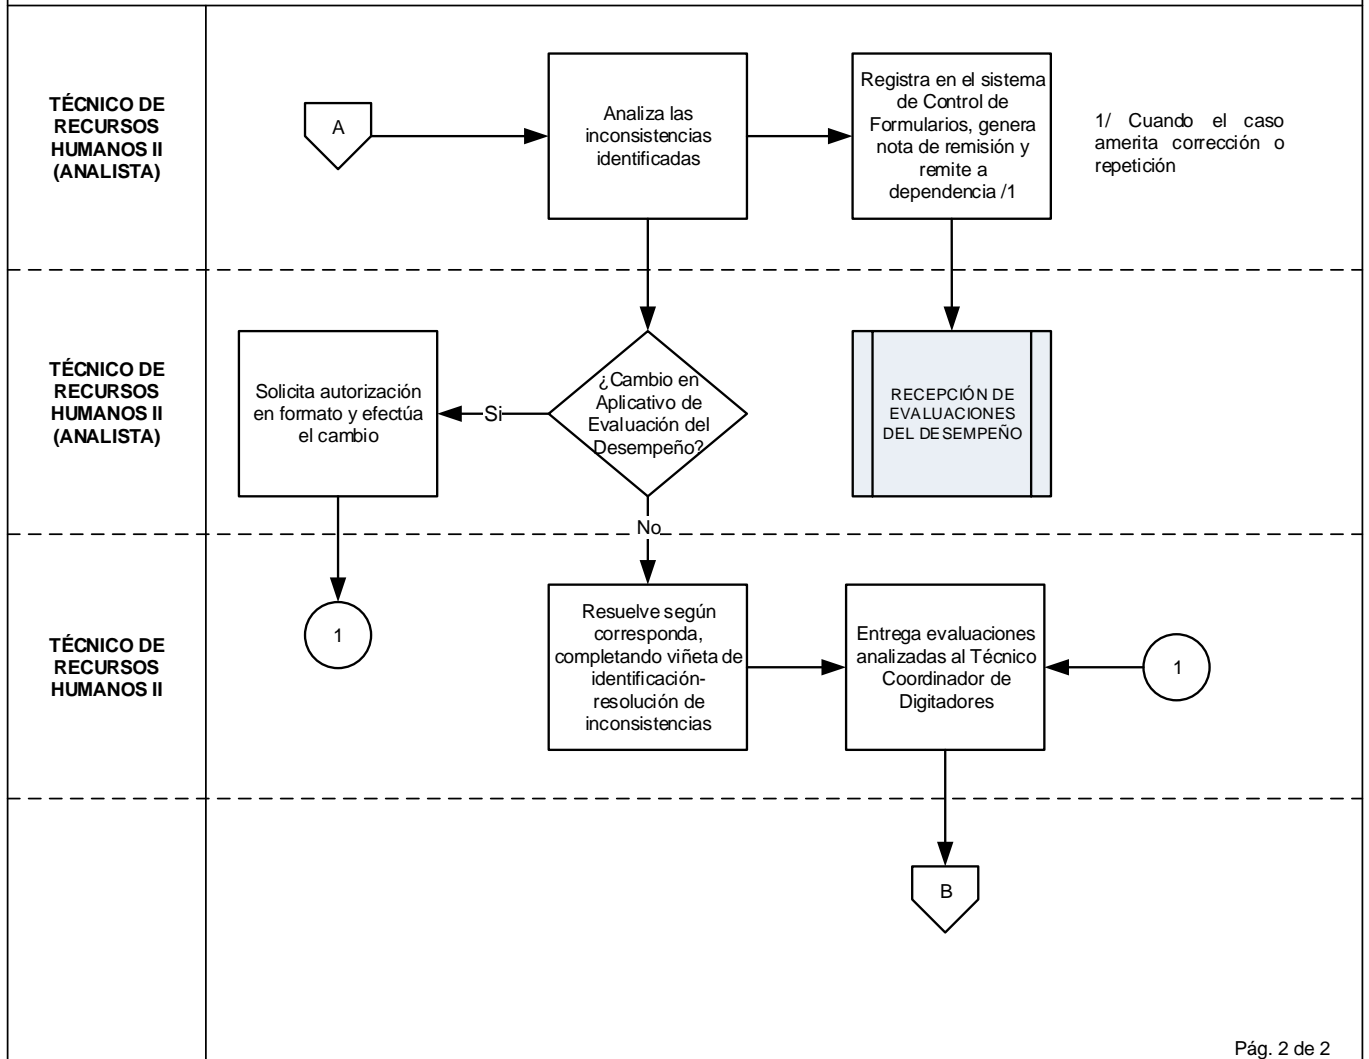 TÉCNICO DE
RECURSOS
HUMANOS II
(ANALISTA)
A
Analiza las
inconsistencias
identificadas
Registra en el sistema
de Control de
Formularios, genera
nota de remisión y
remite a
dependencia /1
1/ Cuando el caso
amerita corrección o
repetición
TÉCNICO DE
RECURSOS
HUMANOS II
(ANALISTA)
Solicita autorización
en formato y efectúa
el cambio
Si
¿Cambio en
Aplicativo de
Evaluación del
Desempeño?
RECEPCIÓN DE
EVALUACIONES
DEL DESEMPEÑO
No
TÉCNICO DE
RECURSOS
HUMANOS II
1
Resuelve según
corresponda,
completando viñeta de
identificación-
resolución de
inconsistencias
Entrega evaluaciones
analizadas al Técnico
Coordinador de
Digitadores
1
B
Pág. 2 de 2